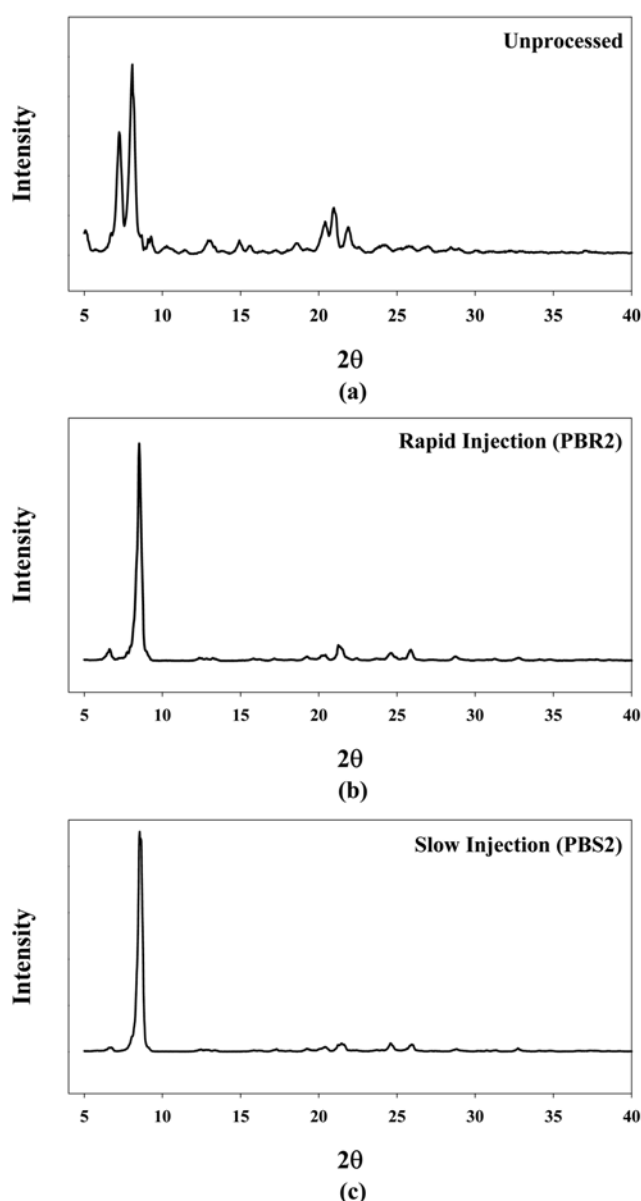 Unprocessed
Intensity
5 10 15 20 25 30 35 40
2θ
(a)
Rapid Injection (PBR2)
Intensity
5 10 15 20 25 30 35 40
2θ
(b)
Slow Injection (PBS2)
Intensity
5 10 15 20 25 30 35 40
2θ
(c)